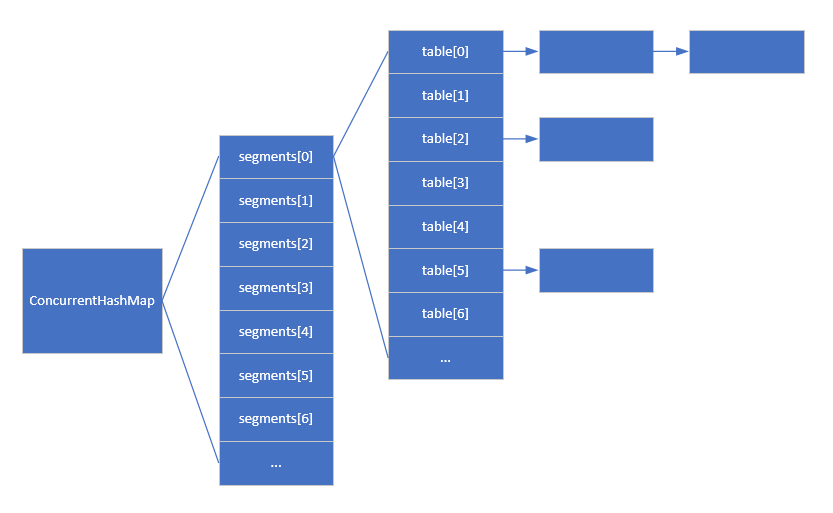 ConcurrentHashMap
segments[0]
segments[1]
segments[2]
segments[3]
segments[4]
segments[5]
segments[6]
...
table[0]
table[1]
table[2]
table[3]
table[4]
table[5]
table[6]
...